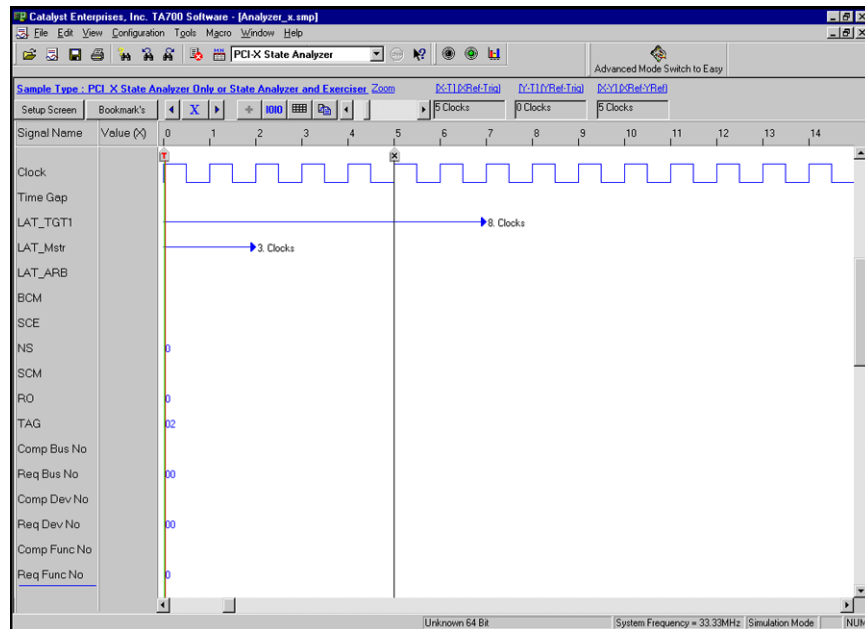 Catalyst Enterprises, Inc. TA700 Software - [Analyzer_x.smp]
File Edit View Configuration Tools Macro Window Help
PCI-X State Analyzer
Advanced Mode Switch to Easy
Sample Type : PCI_X State Analyzer Only or State Analyzer and Exerciser Zoom [X-T] [XRef-Trig] [Y-T] [YRef-Trig] [X-Y] [XRef-YRef]
Setup Screen Bookmark's X 1010 5 Clocks 0 Clocks 5 Clocks
Signal Name Value (X) 0 1 2 3 4 5 6 7 8 9 10 11 12 13 14
T X
Clock
Time Gap
LAT_TGT1 8. Clocks
LAT_Mstr 3. Clocks
LAT_ARB
BCM
SCE
NS 0
SCM
RO 0
TAG 02
Comp Bus No
Req Bus No 00
Comp Dev No
Req Dev No 00
Comp Func No
Req Func No 0
Unknown 64 Bit System Frequency = 33.33MHz Simulation Mode NUM